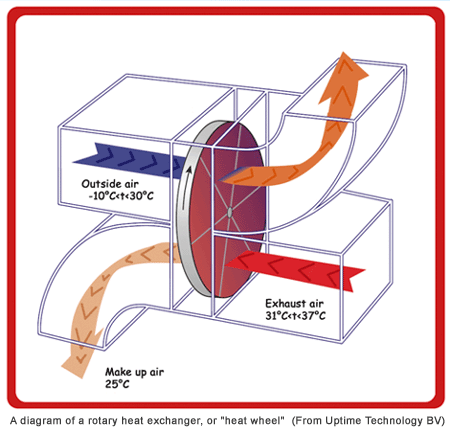 Outside air
-10°C<t<30°C
Exhaust air
31°C<t<37°C
Make up air
25°C
A diagram of a rotary heat exchanger, or "heat wheel" (From Uptime Technology BV)